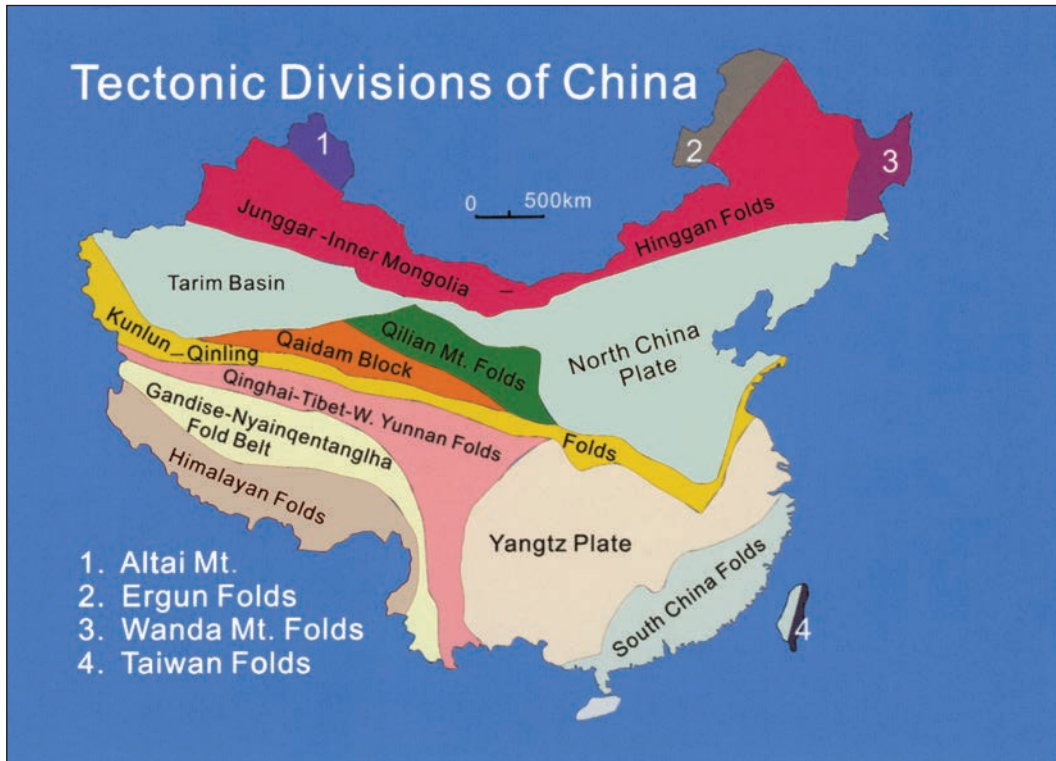 Tectonic Divisions of China
1
2
3
0 500km
Junggar -Inner Mongolia –
Hinggan Folds
Tarim Basin
Kunlun –Qinling
Qaidam Block
Qilian Mt. Folds
North China
Plate
Qinghai-Tibet-W. Yunnan Folds
Folds
Gandise-Nyainqentanglha
Fold Belt
Himalayan Folds
Yangtz Plate
South China Folds
4
1. Altai Mt.
2. Ergun Folds
3. Wanda Mt. Folds
4. Taiwan Folds